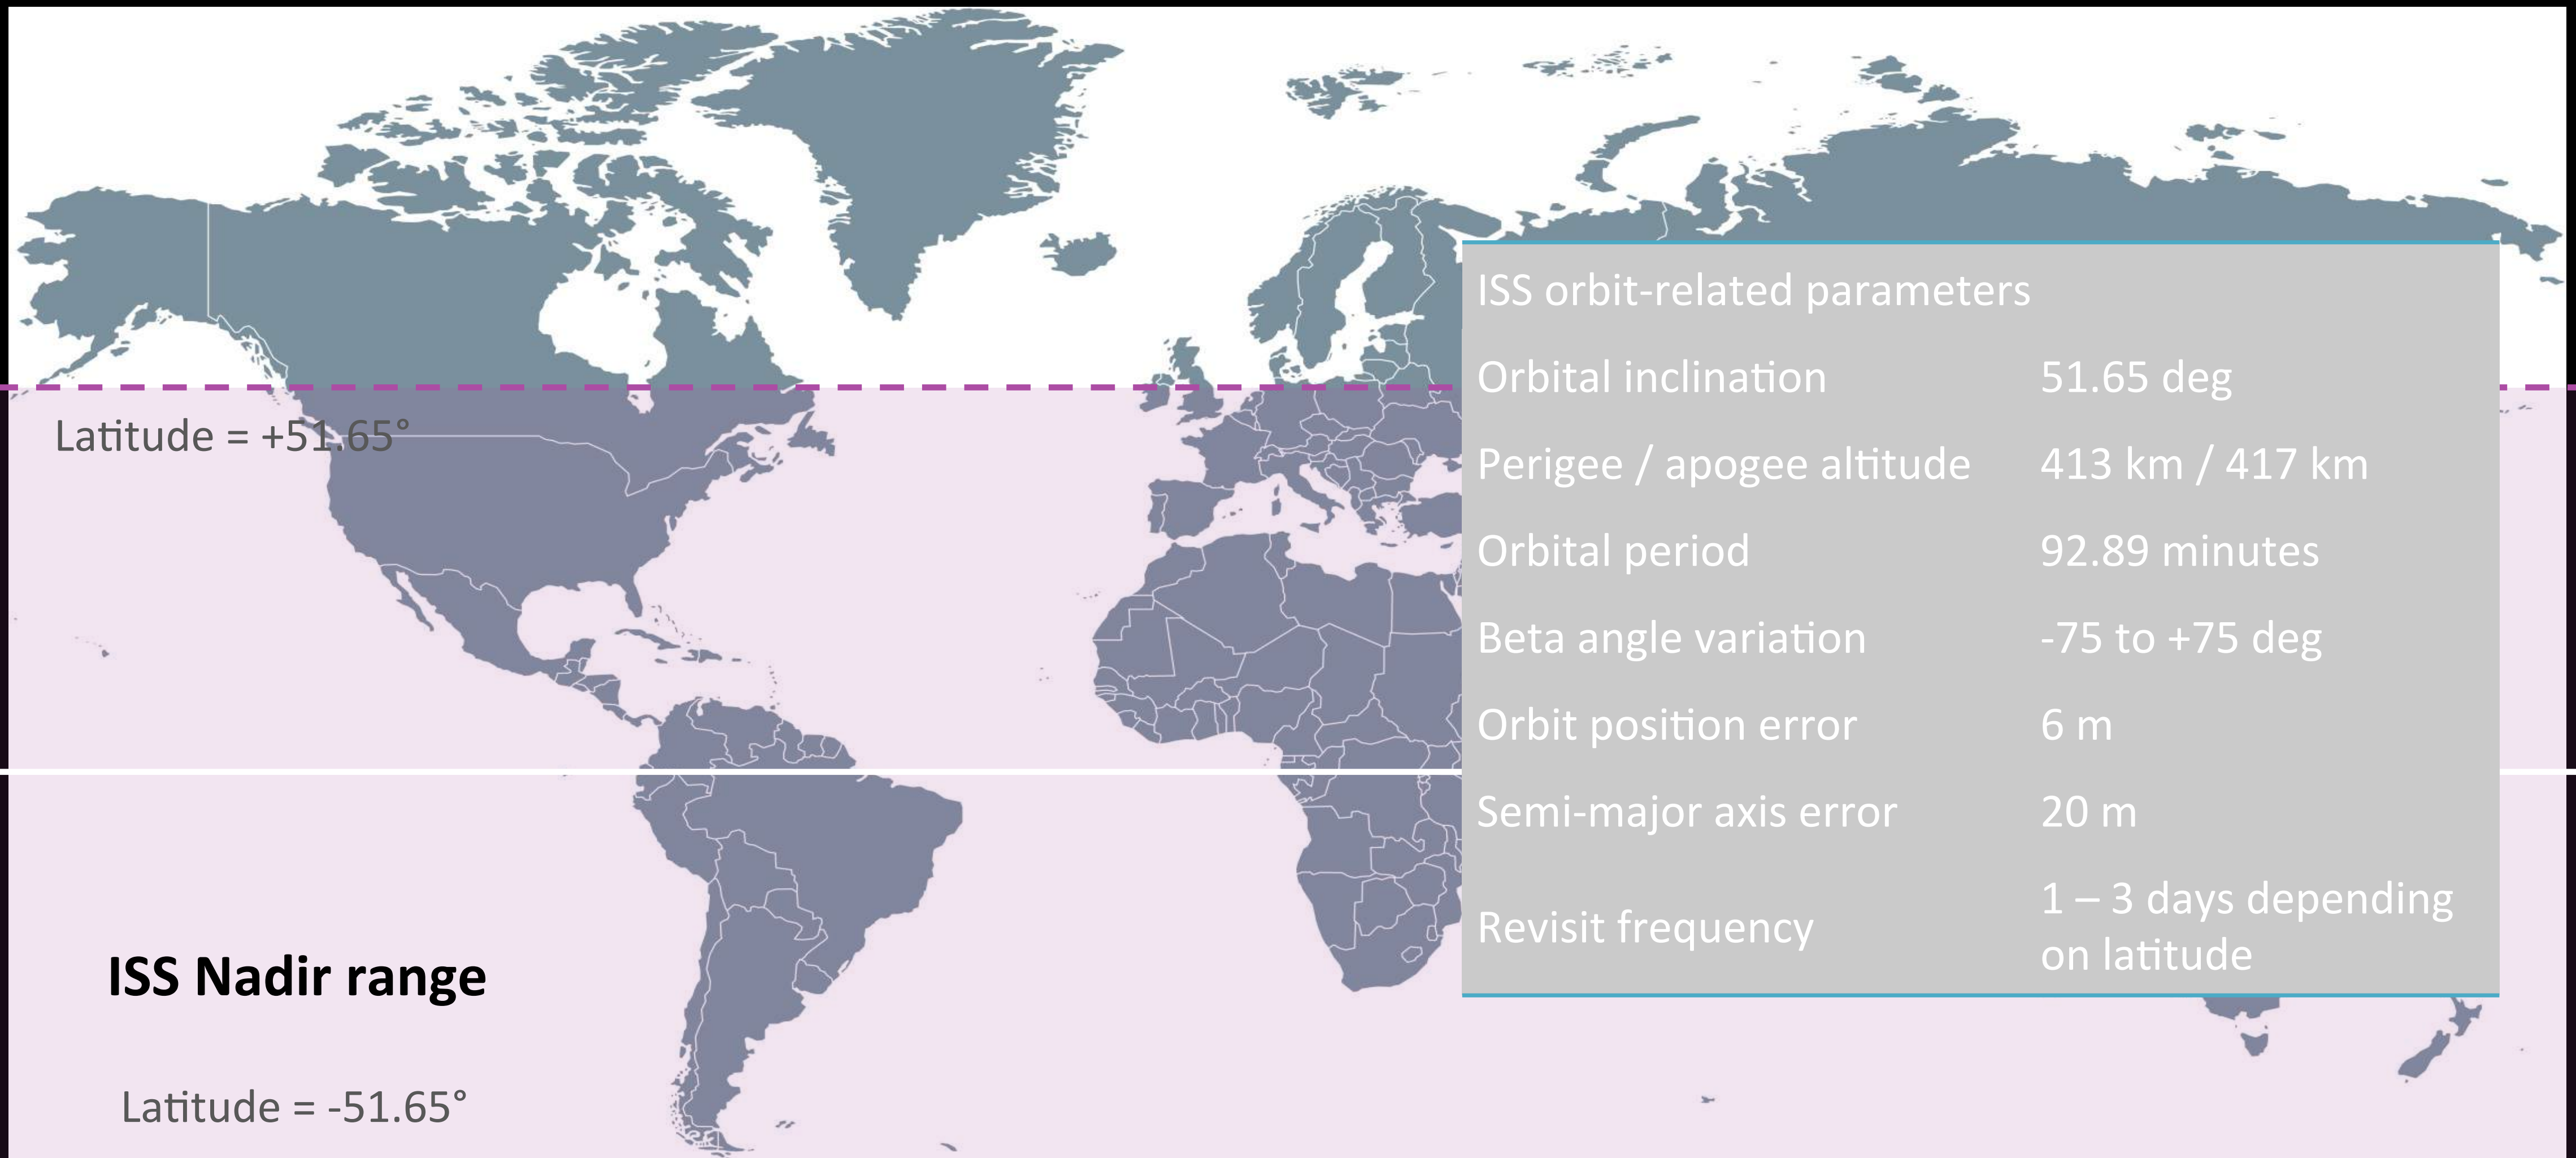 Latitude = +51.65°
ISS orbit-related parameters
Orbital inclination 51.65 deg
Perigee / apogee altitude 413 km / 417 km
Orbital period 92.89 minutes
Beta angle variation -75 to +75 deg
Orbit position error 6 m
Semi-major axis error 20 m
Revisit frequency 1 – 3 days depending
on latitude
ISS Nadir range
Latitude = -51.65°